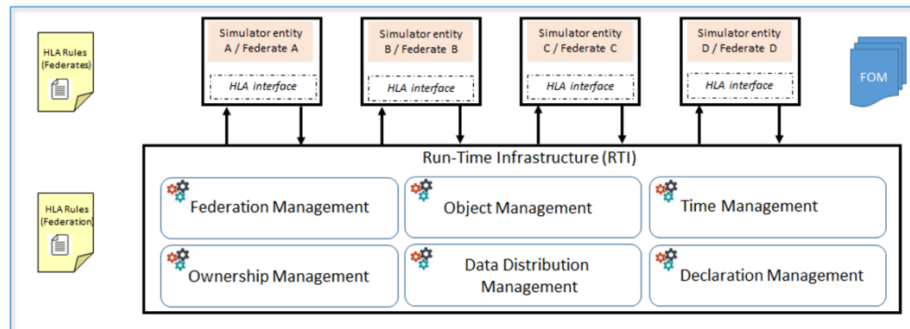 HLA Rules
(Federates)
Simulator entity
A / Federate A
HLA interface
Simulator entity
B / Federate B
HLA interface
Simulator entity
C / Federate C
HLA interface
Simulator entity
D / Federate D
HLA interface
FOM
Run-Time Infrastructure (RTI)
HLA Rules
(Federation)
Federation Management
Object Management
Time Management
Ownership Management
Data Distribution
Management
Declaration Management